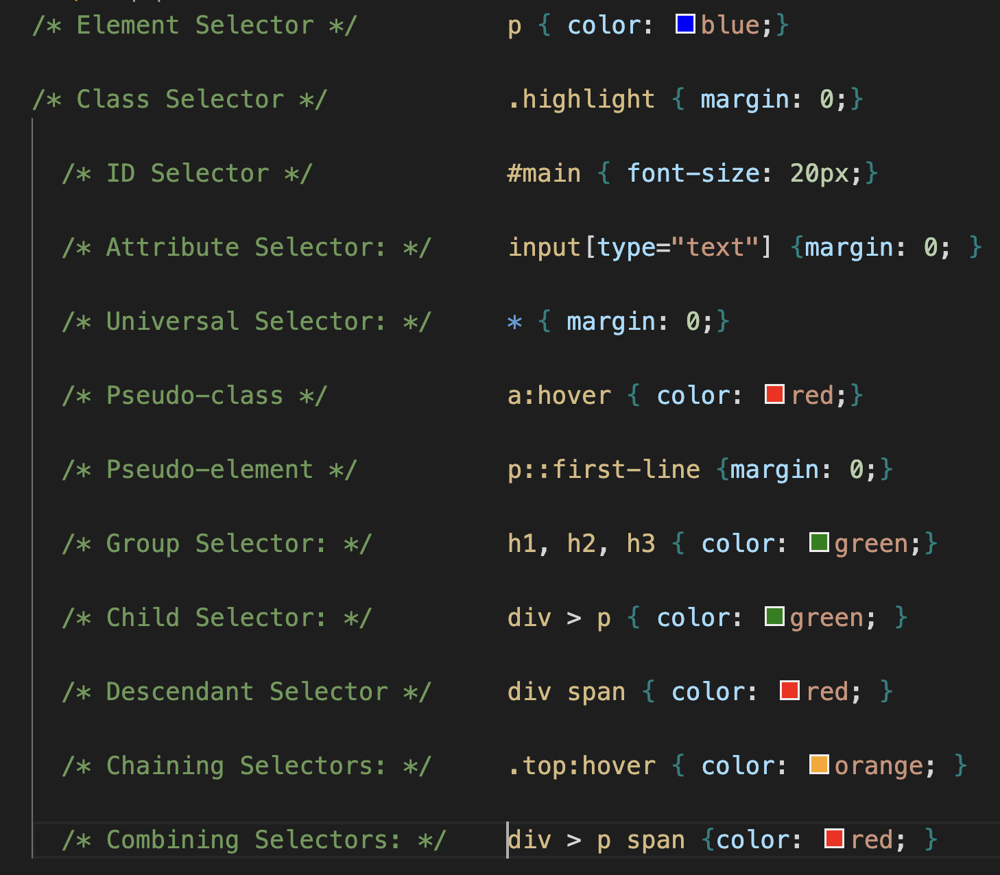 /* Element Selector */ p { color: blue;}
/* Class Selector */ .highlight { margin: 0;}
/* ID Selector */ #main { font-size: 20px;}
/* Attribute Selector: */ input[type="text"] {margin: 0; }
/* Universal Selector: */ * { margin: 0;}
/* Pseudo-class */ a:hover { color: red;}
/* Pseudo-element */ p::first-line {margin: 0;}
/* Group Selector: */ h1, h2, h3 { color: green;}
/* Child Selector: */ div > p { color: green; }
/* Descendant Selector */ div span { color: red; }
/* Chaining Selectors: */ .top:hover { color: orange; }
/* Combining Selectors: */ div > p span {color: red; }